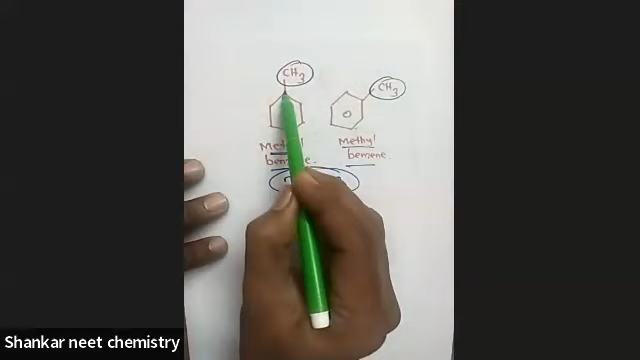 CH3
CH3
Methyl
benzene.
Methyl
benzene.
Shankar neet chemistry